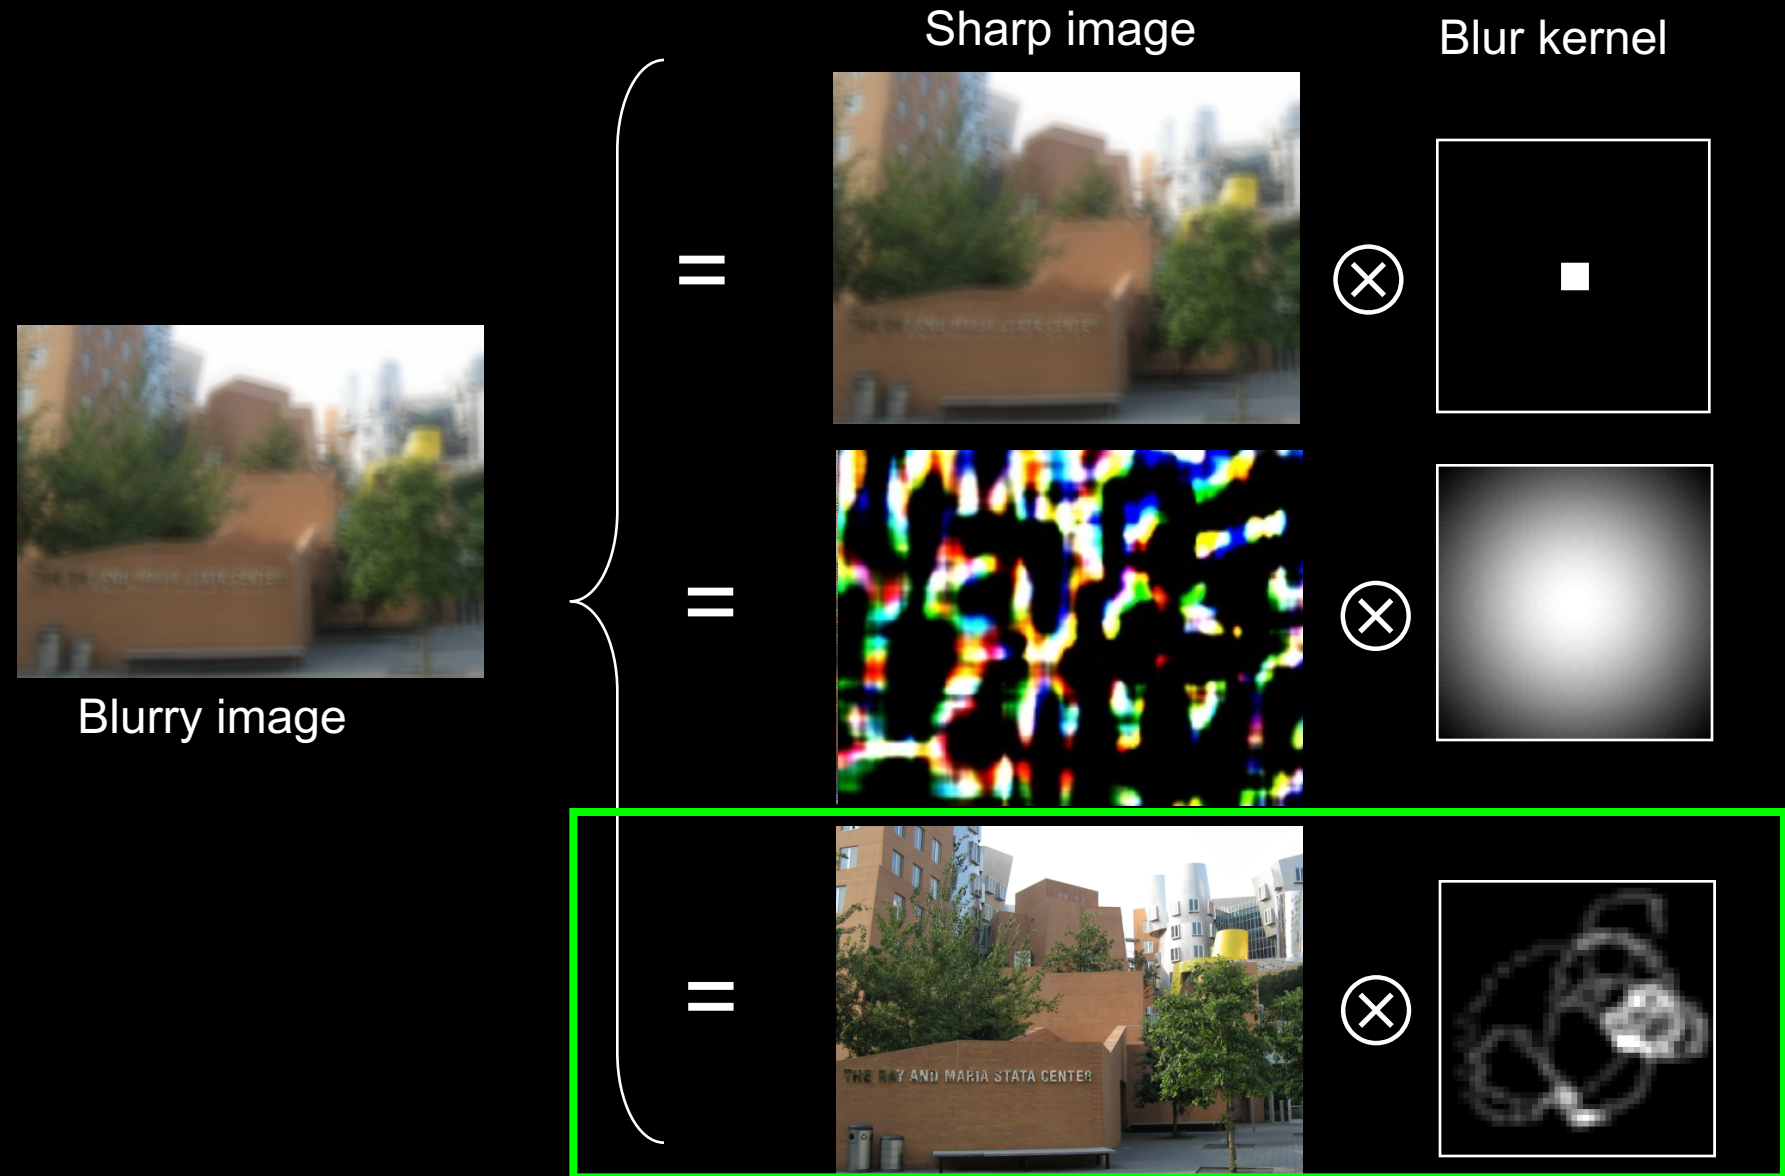 Sharp image
Blur kernel
=
⊗
=
⊗
Blurry image
=
⊗
THE RAY AND MARIA STATA CENTER